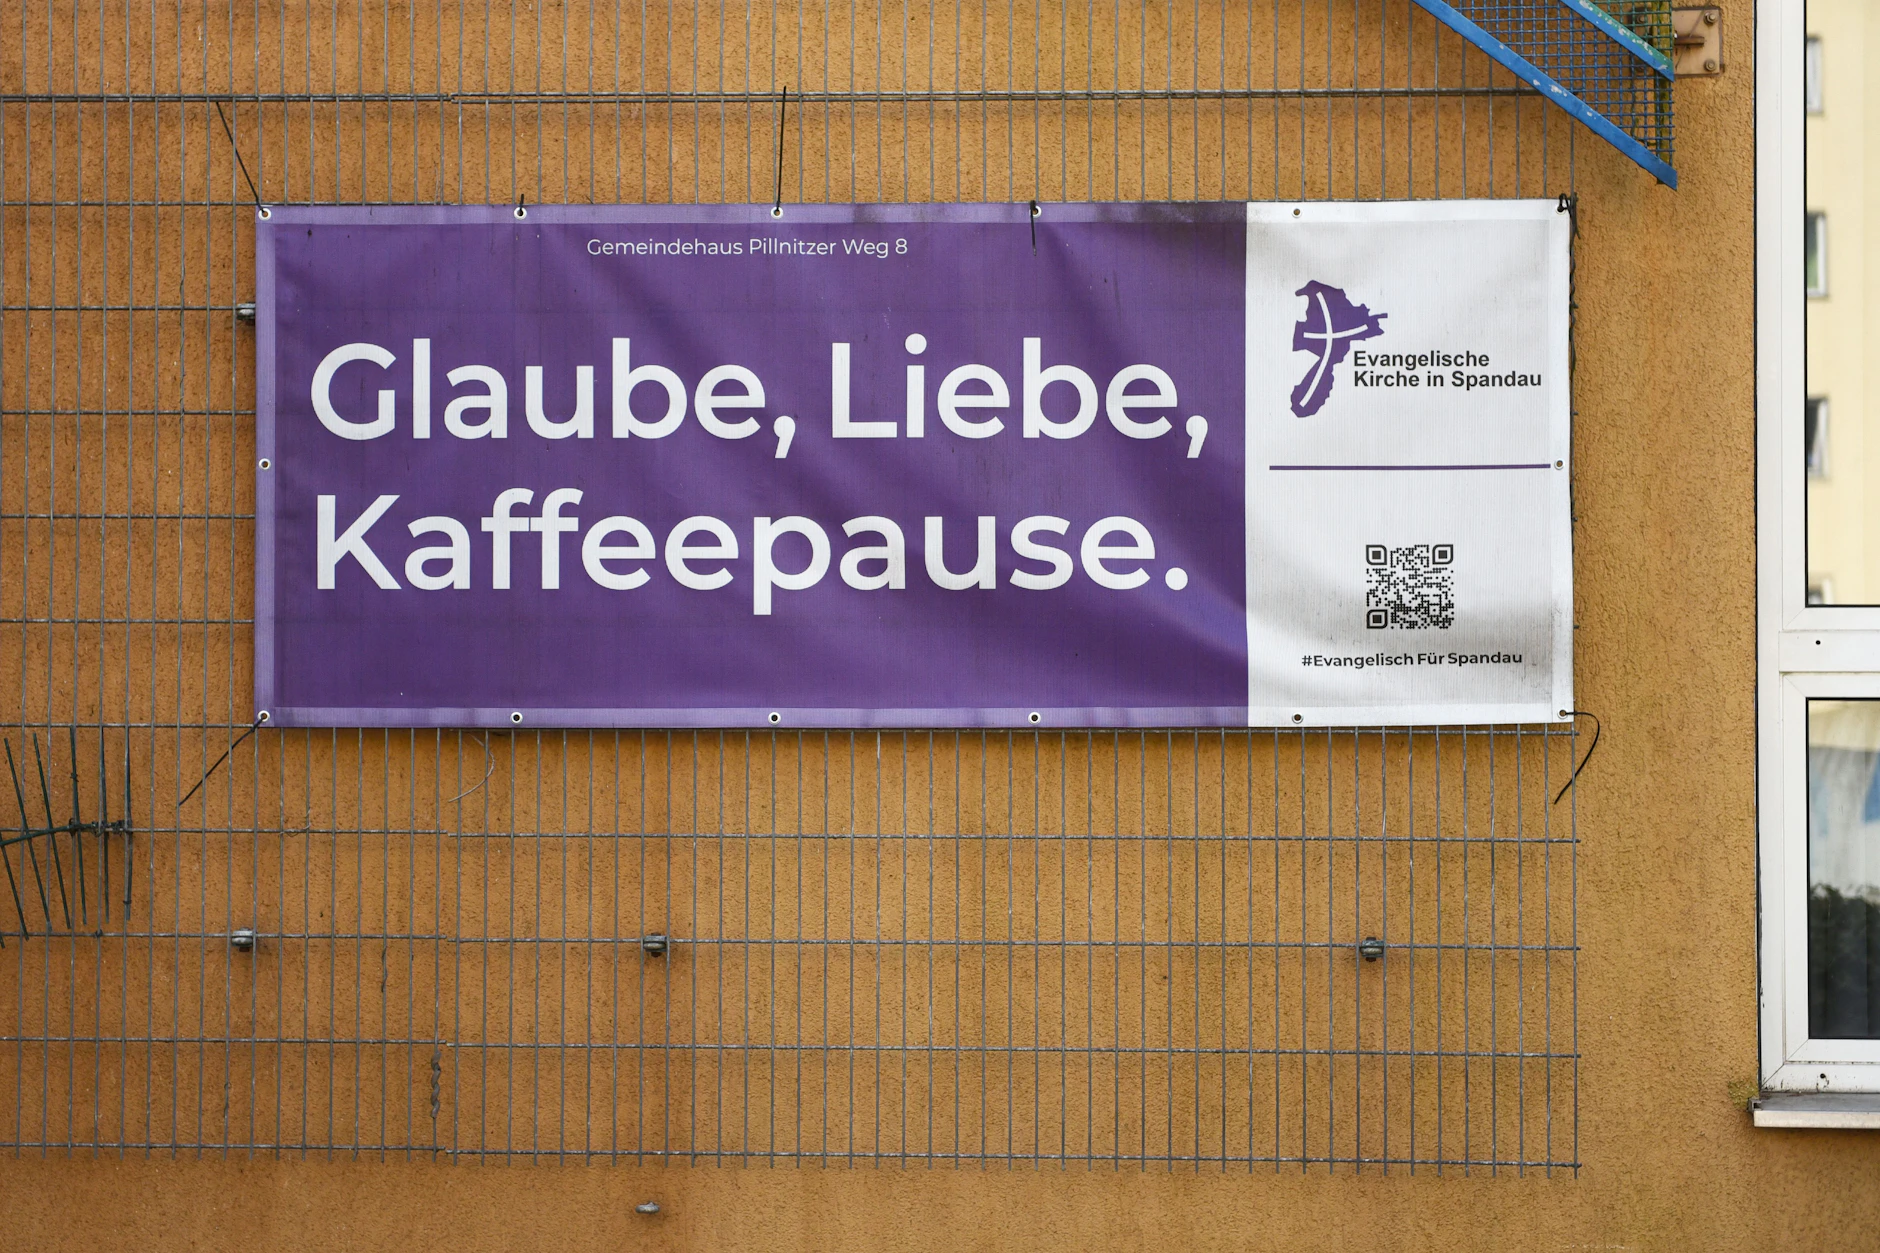 Gemeindehaus Pillnitzer Weg 8
Glaube, Liebe,
Kaffeepause.
Evangelische
Kirche in Spandau
#Evangelisch Für Spandau